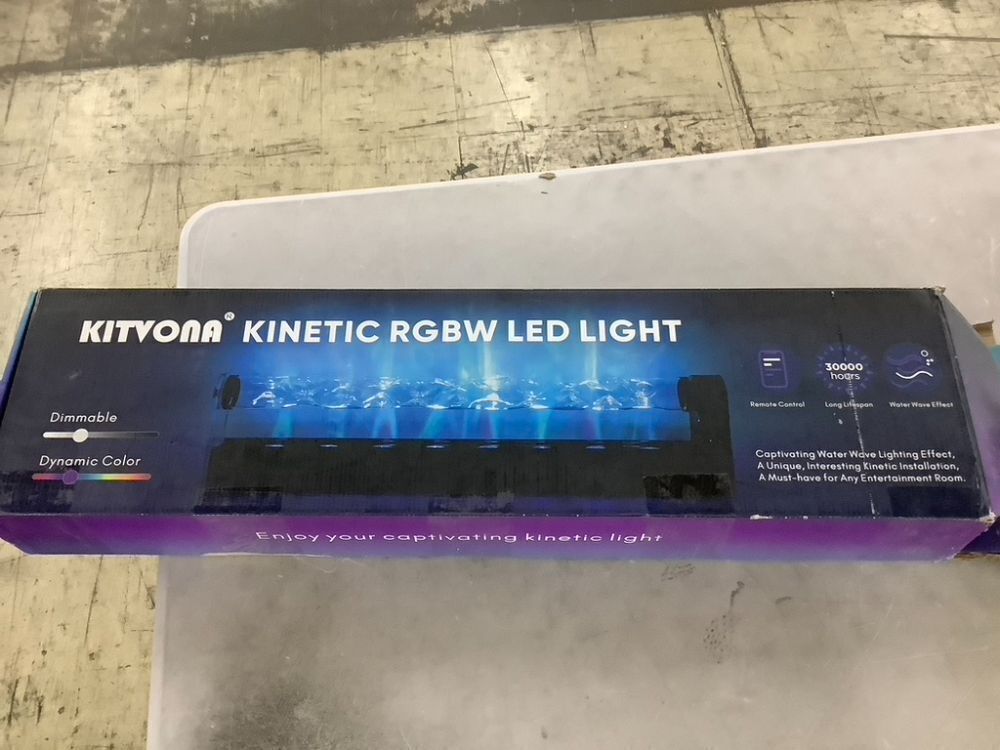 KITVONA® KINETIC RGBW LED LIGHT
Dimmable
Dynamic Color
30000
hours
Remote Control
Long Lifespan
Water Wave Effect
Captivating Water Wave Lighting Effect,
A Unique, Interesting Kinetic Installation,
A Must-have for Any Entertainment Room.
Enjoy your captivating kinetic light